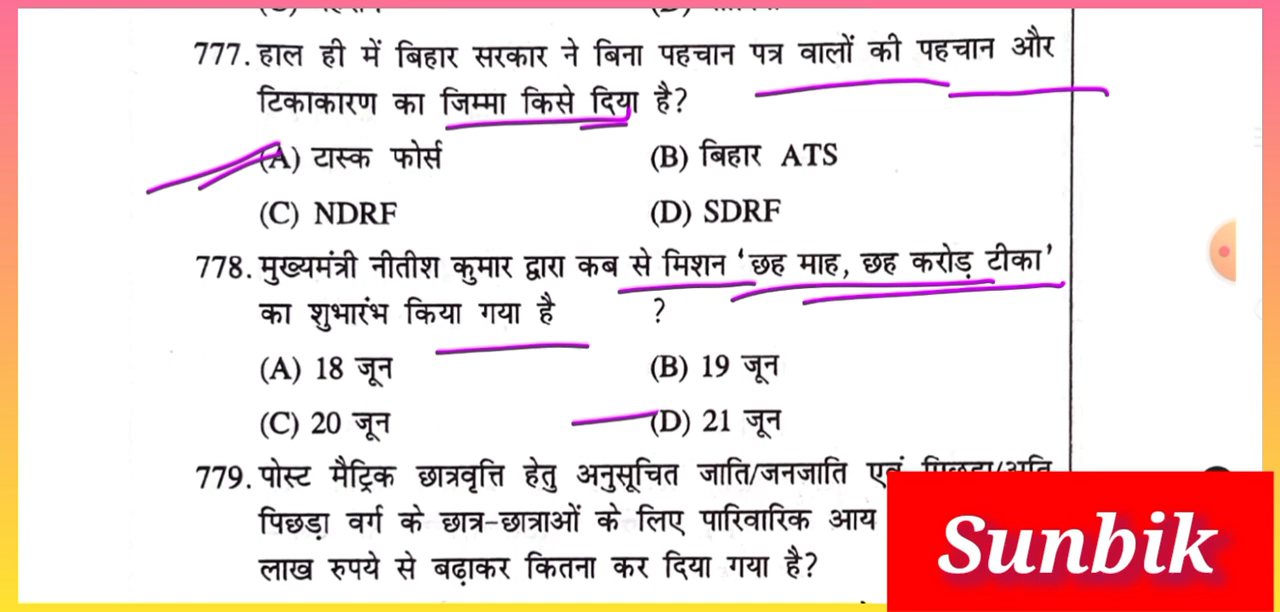 777. हाल ही में बिहार सरकार ने बिना पहचान पत्र वालों की पहचान और
टिकाकारण का जिम्मा किसे दिया है?
(A) टास्क फोर्स (B) बिहार ATS
(C) NDRF (D) SDRF
778. मुख्यमंत्री नीतीश कुमार द्वारा कब से मिशन 'छह माह, छह करोड़ टीका'
का शुभारंभ किया गया है ?
(A) 18 जून (B) 19 जून
(C) 20 जून (D) 21 जून
779. पोस्ट मैट्रिक छात्रवृत्ति हेतु अनुसूचित जाति/जनजाति एवं
पिछड़ा वर्ग के छात्र-छात्राओं के लिए पारिवारिक आय
लाख रुपये से बढ़ाकर कितना कर दिया गया है?
Sunbik